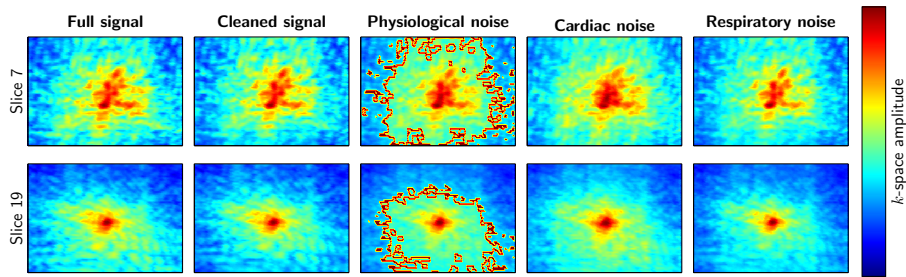 Full signal
Cleaned signal
Physiological noise
Cardiac noise
Respiratory noise
Slice 7
Slice 19
k-space amplitude